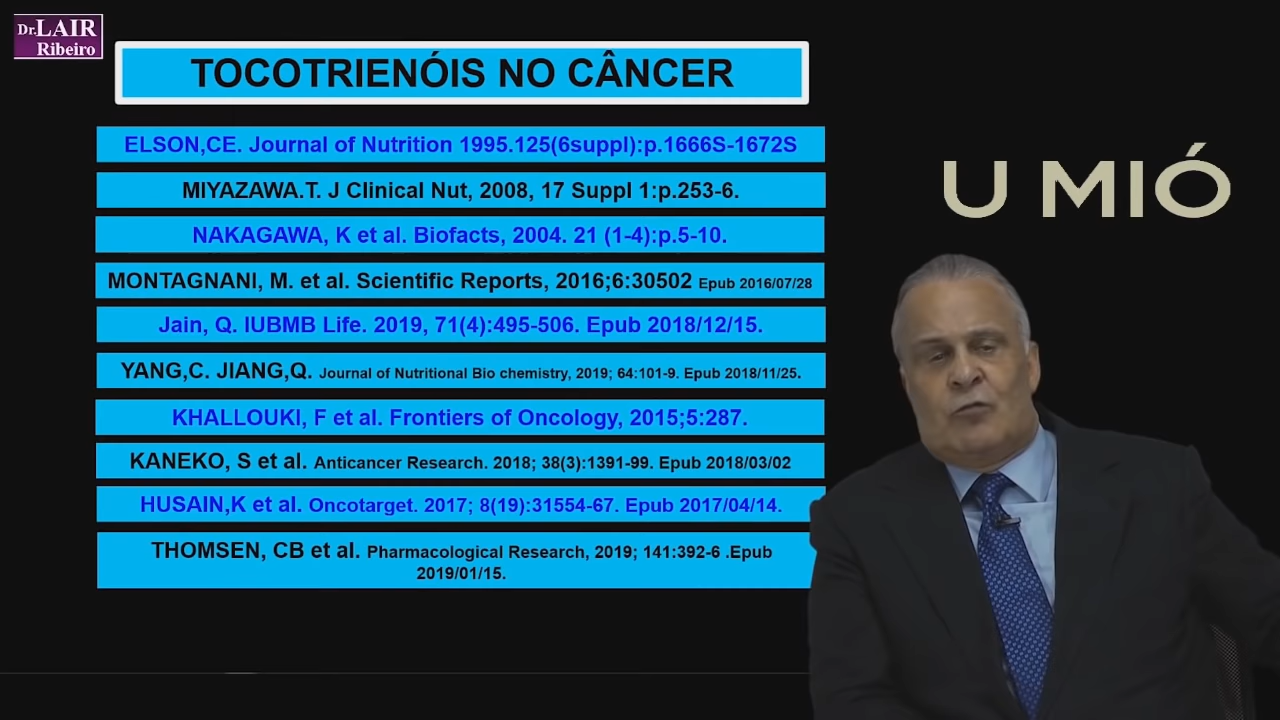 Dr.LAIR
Ribeiro
TOCOTRIENÓIS NO CÂNCER
ELSON,CE. Journal of Nutrition 1995.125(6suppl):p.1666S-1672S
MIYAZAWA.T. J Clinical Nut, 2008, 17 Suppl 1:p.253-6.
NAKAGAWA, K et al. Biofacts, 2004. 21 (1-4):p.5-10.
MONTAGNANI, M. et al. Scientific Reports, 2016;6:30502 Epub 2016/07/28
Jain, Q. IUBMB Life. 2019, 71(4):495-506. Epub 2018/12/15.
YANG,C. JIANG,Q. Journal of Nutritional Bio chemistry, 2019; 64:101-9. Epub 2018/11/25.
KHALLOUKI, F et al. Frontiers of Oncology, 2015;5:287.
KANEKO, S et al. Anticancer Research. 2018; 38(3):1391-99. Epub 2018/03/02
HUSAIN,K et al. Oncotarget. 2017; 8(19):31554-67. Epub 2017/04/14.
THOMSEN, CB et al. Pharmacological Research, 2019; 141:392-6 .Epub
2019/01/15.
U MIÓ